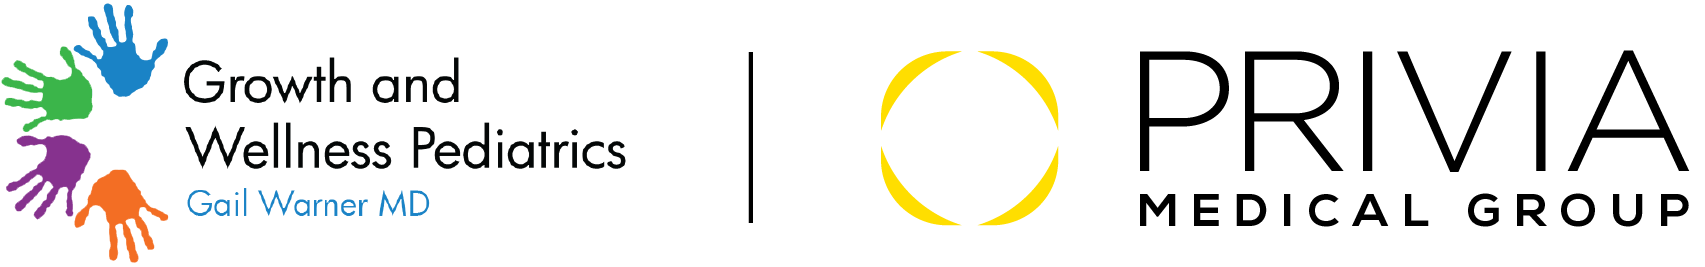 Growth and
Wellness Pediatrics
Gail Warner MD
PRIVIA
MEDICAL GROUP